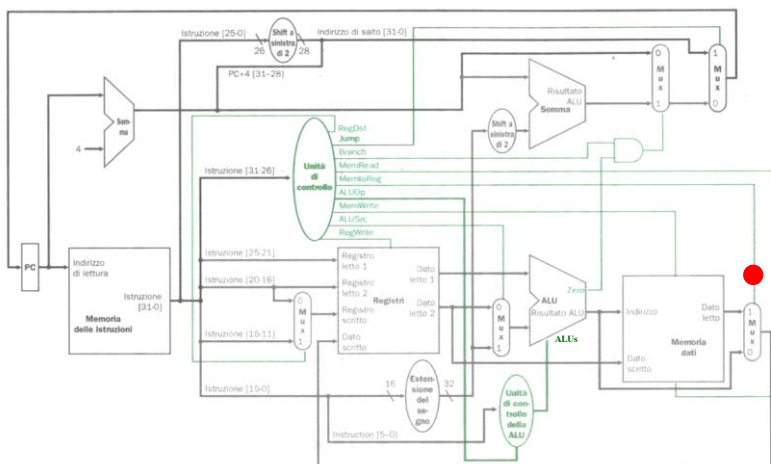 Istruzione [25-0]
Shift a
sinistra
di 2
Indirizzo di salto [31-0]
26
28
PC+4 [31–28]
0
M
u
x
1
1
M
u
x
0
Som-
ma
4
Risultato
ALU
Somma
Shift a
sinistra
di 2
RegDst
Jump
Branch
MemRead
MemtoReg
ALUOp
MemWrite
ALUSrc
RegWrite
Unità
di
controllo
Istruzione [31-26]
PC
Indirizzo
di lettura
Istruzione
[31-0]
Memoria
delle istruzioni
Istruzione [25-21]
Istruzione [20-16]
Istruzione [15-11]
0
M
u
x
1
Registro
letto 1
Registro
letto 2
Registro
scritto
Dato
scritto
Dato
letto 1
Dato
letto 2
Registri
0
M
u
x
1
Zero
ALU
Risultato ALU
ALUs
Indirizzo
Dato
letto
Memoria
dati
Dato
scritto
1
M
u
x
0
Istruzione [15-0]
16
Estensione
del
segno
32
Instruction [5–0]
Unità
di con-
trollo
della
ALU